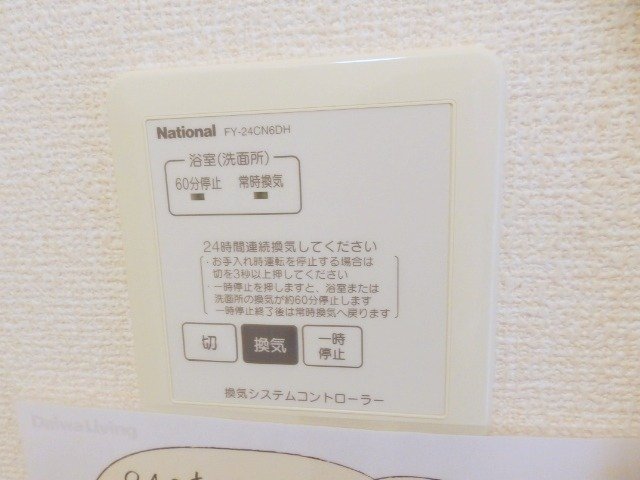 National FY-24CN6DH
浴室(洗面所)
60分停止 常時換気
24時間連続換気してください
・お手入れ時運転を停止する場合は
切を3秒以上押してください
・一時停止を押しますと、浴室または
洗面所の換気が約60分停止します
・一時停止終了後は常時換気へ戻ります
切 換気 一時
停止
換気システムコントローラー
Daiwa Living